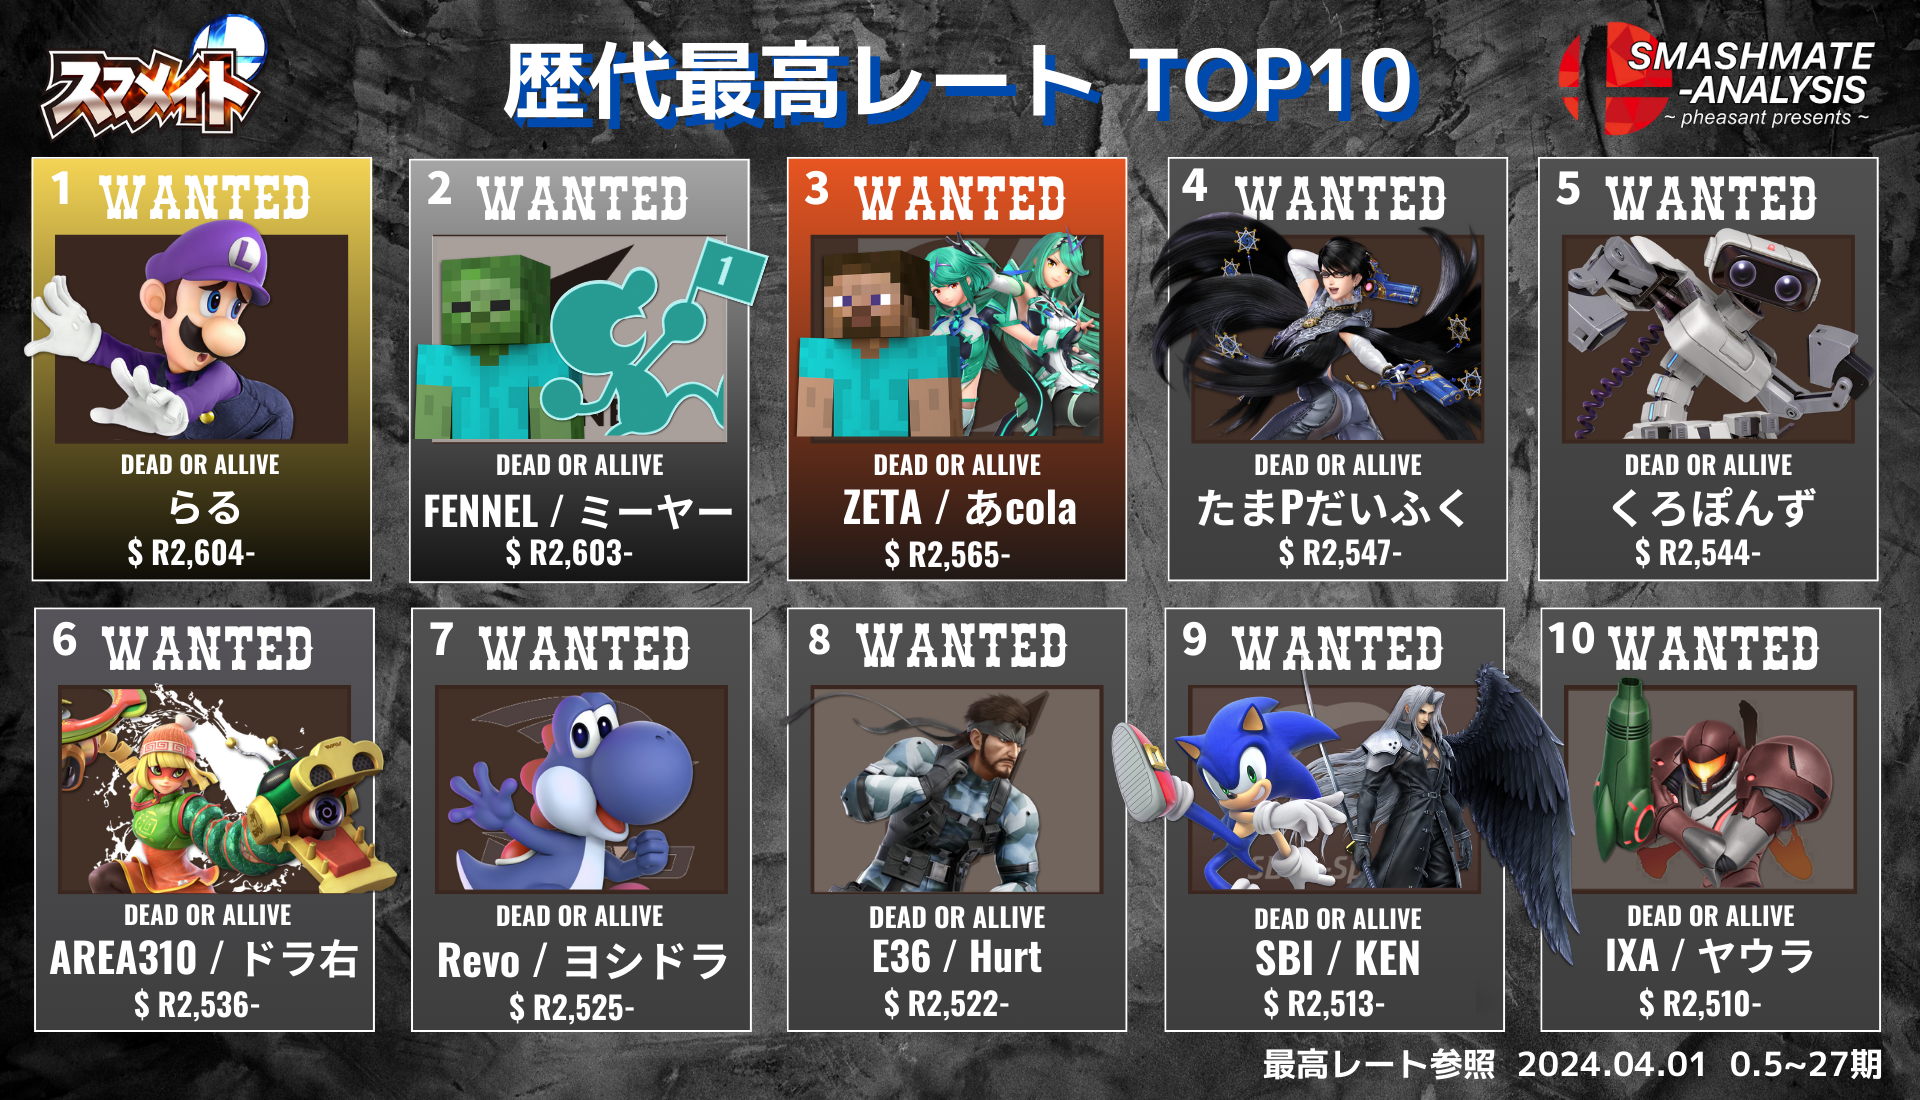 スマメイト
歴代最高レート TOP10
SMASHMATE
-ANALYSIS
~ pheasant presents ~
1 WANTED
L
DEAD OR ALLIVE
らる
$ R2,604-
2 WANTED
1
DEAD OR ALLIVE
FENNEL / ミーヤー
$ R2,603-
3 WANTED
DEAD OR ALLIVE
ZETA / あcola
$ R2,565-
4 WANTED
DEAD OR ALLIVE
たまPだいふく
$ R2,547-
5 WANTED
DEAD OR ALLIVE
くろぽんず
$ R2,544-
6 WANTED
DEAD OR ALLIVE
AREA310 / ドラ右
$ R2,536-
7 WANTED
DEAD OR ALLIVE
Revo / ヨシドラ
$ R2,525-
8 WANTED
DEAD OR ALLIVE
E36 / Hurt
$ R2,522-
9 WANTED
DEAD OR ALLIVE
SBI / KEN
$ R2,513-
10 WANTED
DEAD OR ALLIVE
IXA / ヤウラ
$ R2,510-
最高レート参照 2024.04.01 0.5~27期